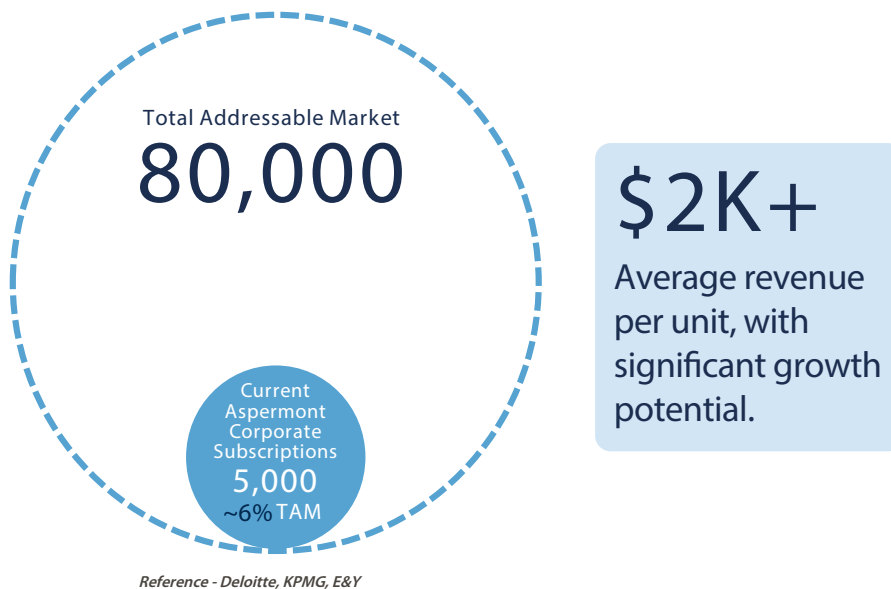 Total Addressable Market
80,000
Current
Aspermont
Corporate
Subscriptions
5,000
~6% TAM
Reference - Deloitte, KPMG, E&Y
$2K+
Average revenue
per unit, with
significant growth
potential.